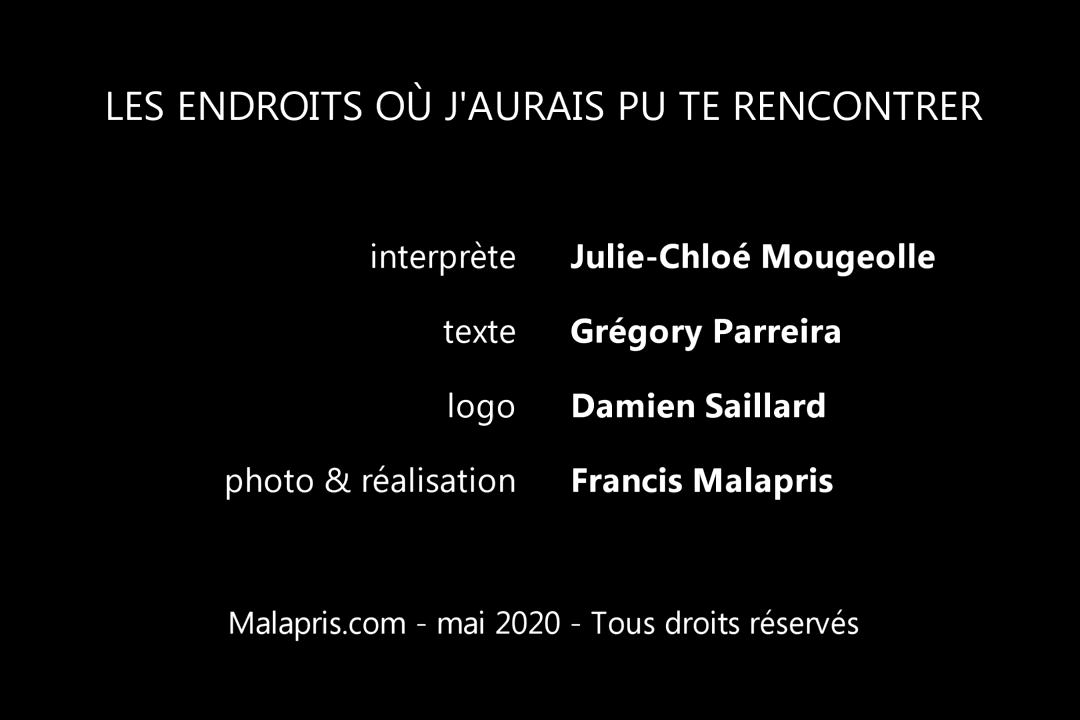 LES ENDROITS OÙ J'AURAIS PU TE RENCONTRER
interprète Julie-Chloé Mougeolle
texte Grégory Parreira
logo Damien Saillard
photo & réalisation Francis Malapris
Malapris.com - mai 2020 - Tous droits réservés